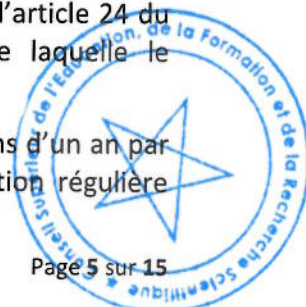 l'article 24 du
e laquelle le
ns d'un an par
tion régulière
Page 5 sur 15
Conseil Supérieur de l'Education, de la Formation et de la Recherche Scientifique